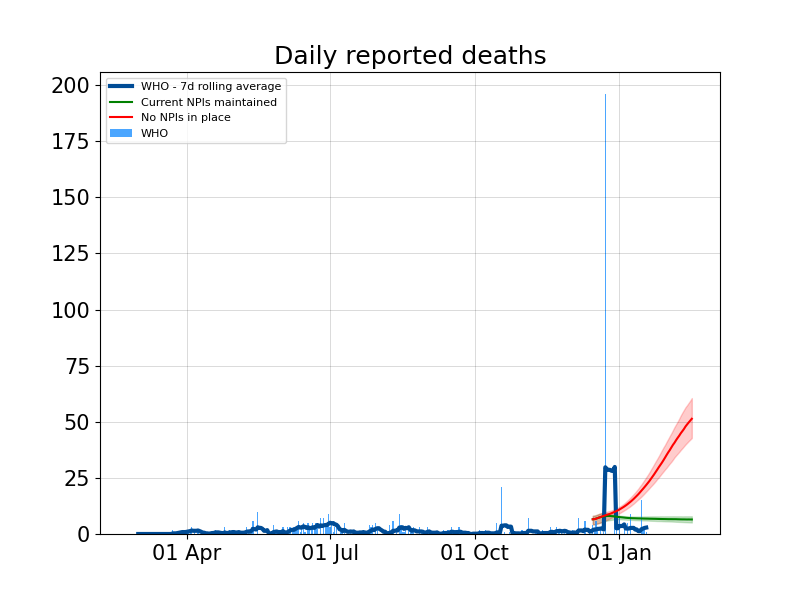 Daily reported deaths
WHO - 7d rolling average
Current NPIs maintained
No NPIs in place
WHO
200
175
150
125
100
75
50
25
0
01 Apr
01 Jul
01 Oct
01 Jan